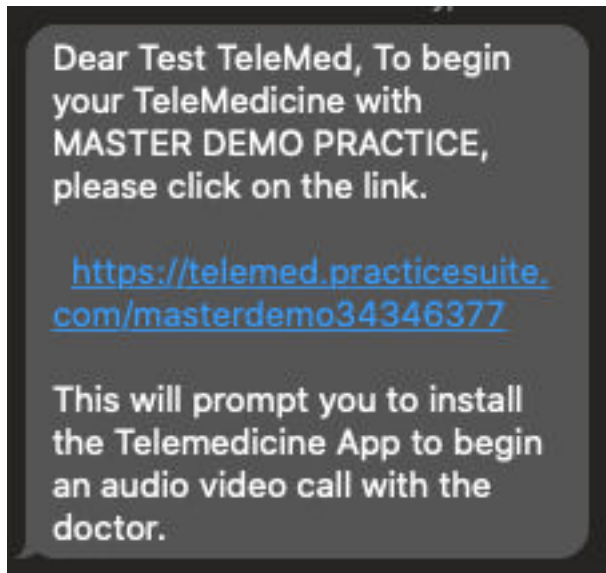 Dear Test TeleMed, To begin
your TeleMedicine with
MASTER DEMO PRACTICE,
please click on the link.
https://telemed.practicesuite.
com/masterdemo34346377
This will prompt you to install
the Telemedicine App to begin
an audio video call with the
doctor.